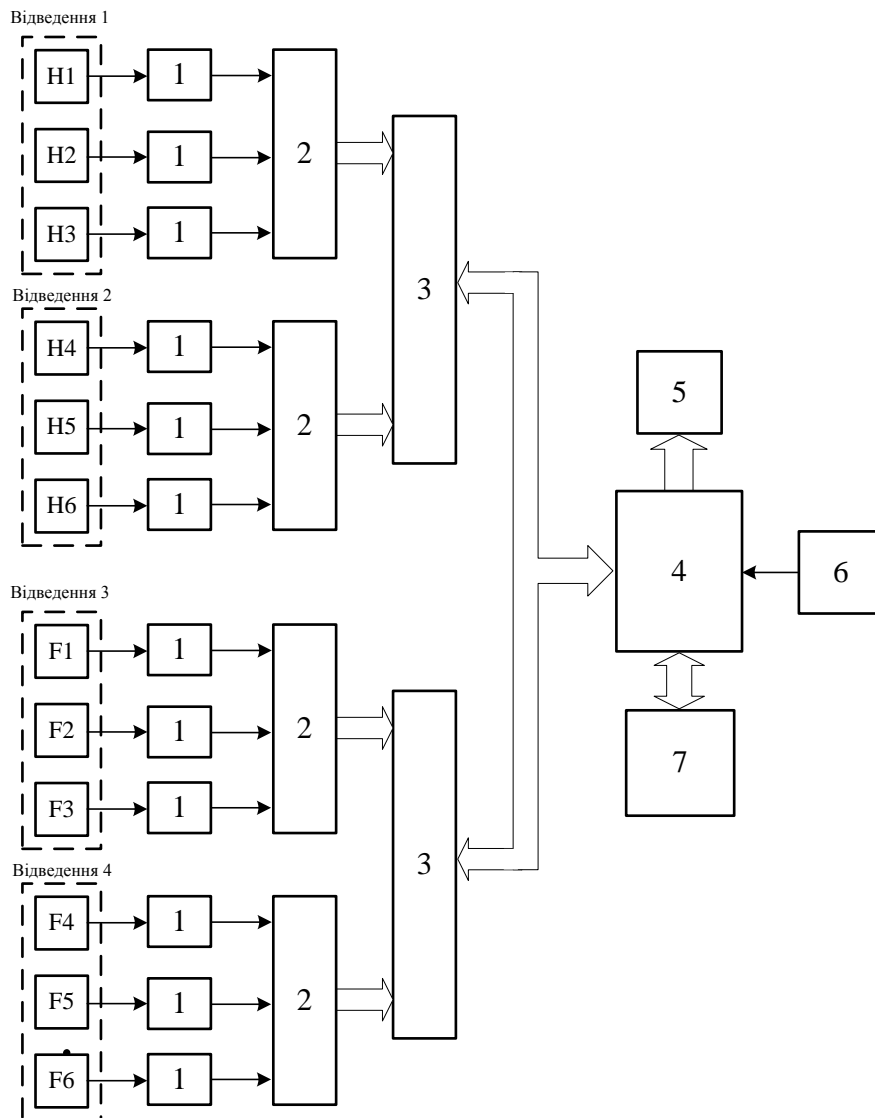 Відведення 1
H1 1
H2 1 2
H3 1
3
Відведення 2
H4 1
H5 1 2
H6 1
5
4 6
7
Відведення 3
F1 1
F2 1 2
F3 1
3
Відведення 4
F4 1
F5 1 2
F6 1